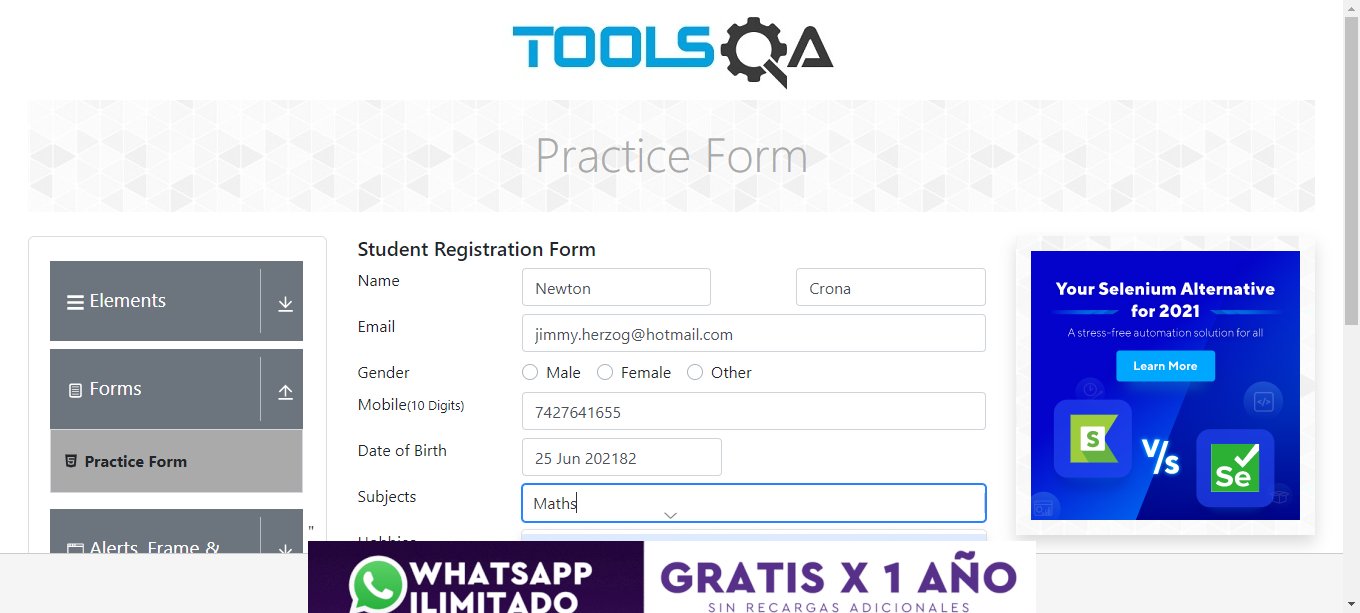 TOOLSQA
Practice Form
Elements
Forms
Practice Form
Alerts, Frame &
"
Student Registration Form
Name
Newton
Crona
Email
jimmy.herzog@hotmail.com
Gender
Male
Female
Other
Mobile(10 Digits)
7427641655
Date of Birth
25 Jun 202182
Subjects
Maths
Hobbies
Your Selenium Alternative
for 2021
A stress-free automation solution for all
Learn More
S
V/s
Se
WHATSAPP
ILIMITADO
GRATIS X 1 AÑO
SIN RECARGAS ADICIONALES